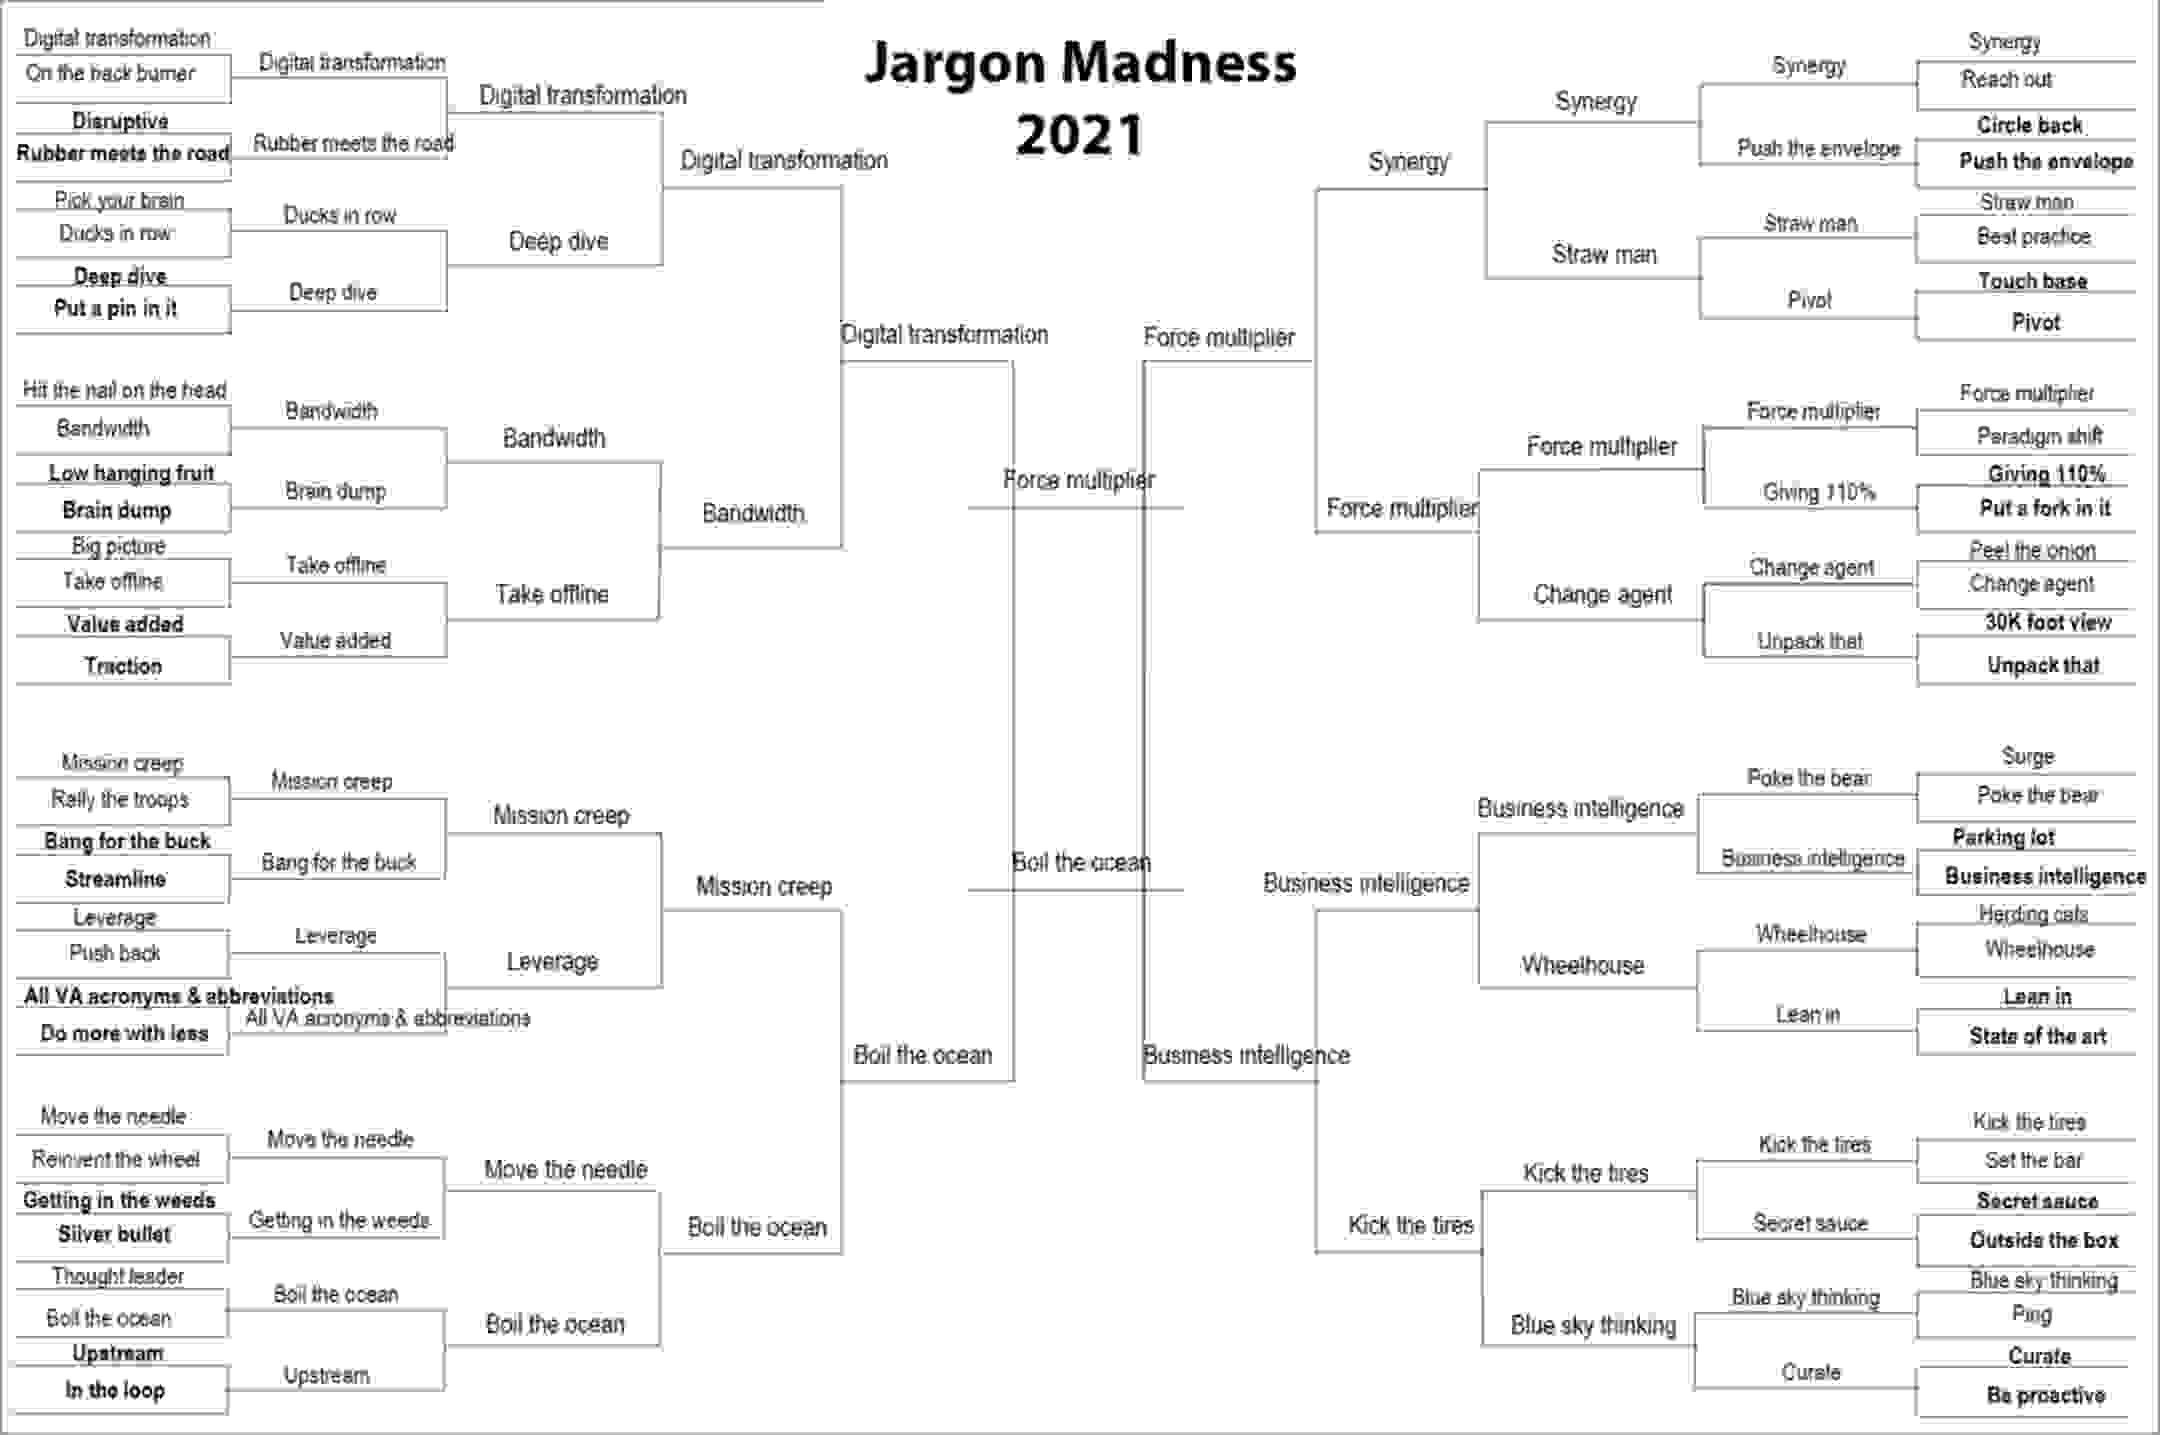 Jargon Madness
2021
Digital transformation
On the back burner
Disruptive
Rubber meets the road
Pick your brain
Ducks in row
Deep dive
Put a pin in it
Hit the nail on the head
Bandwidth
Low hanging fruit
Brain dump
Big picture
Take offline
Value added
Traction
Mission creep
Rally the troops
Bang for the buck
Streamline
Leverage
Push back
All VA acronyms & abbreviations
Do more with less
Move the needle
Reinvent the wheel
Getting in the weeds
Silver bullet
Thought leader
Boil the ocean
Upstream
In the loop
Digital transformation
Rubber meets the road
Ducks in row
Deep dive
Bandwidth
Brain dump
Take offline
Value added
Mission creep
Bang for the buck
Leverage
All VA acronyms & abbreviations
Move the needle
Getting in the weeds
Boil the ocean
Upstream
Digital transformation
Deep dive
Bandwidth
Take offline
Mission creep
Leverage
Move the needle
Boil the ocean
Digital transformation
Bandwidth
Mission creep
Boil the ocean
Digital transformation
Boil the ocean
Force multiplier
Boil the ocean
Force multiplier
Business intelligence
Synergy
Force multiplier
Business intelligence
Kick the tires
Synergy
Straw man
Force multiplier
Change agent
Business intelligence
Wheelhouse
Kick the tires
Blue sky thinking
Synergy
Push the envelope
Straw man
Pivot
Force multiplier
Giving 110%
Change agent
Unpack that
Poke the bear
Business intelligence
Wheelhouse
Lean in
Kick the tires
Secret sauce
Blue sky thinking
Curate
Synergy
Reach out
Circle back
Push the envelope
Straw man
Best practice
Touch base
Pivot
Force multiplier
Paradigm shift
Giving 110%
Put a fork in it
Peel the onion
Change agent
30K foot view
Unpack that
Surge
Poke the bear
Parking lot
Business intelligence
Herding cats
Wheelhouse
Lean in
State of the art
Kick the tires
Set the bar
Secret sauce
Outside the box
Blue sky thinking
Ping
Curate
Be proactive